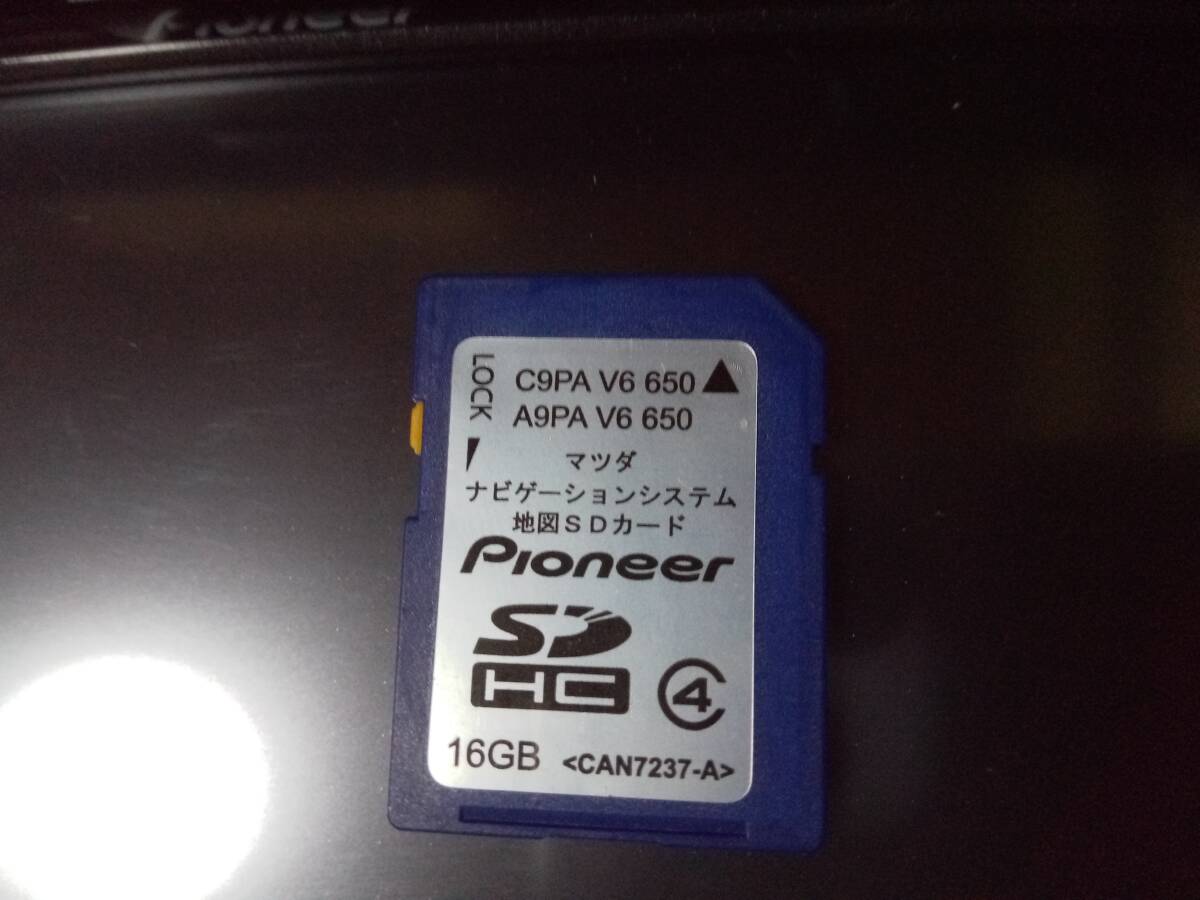 Pioneer
LOCK
C9PA V6 650
A9PA V6 650
マツダ
ナビゲーションシステム
地図SDカード
Pioneer
SD
HC
4
16GB <CAN7237-A>